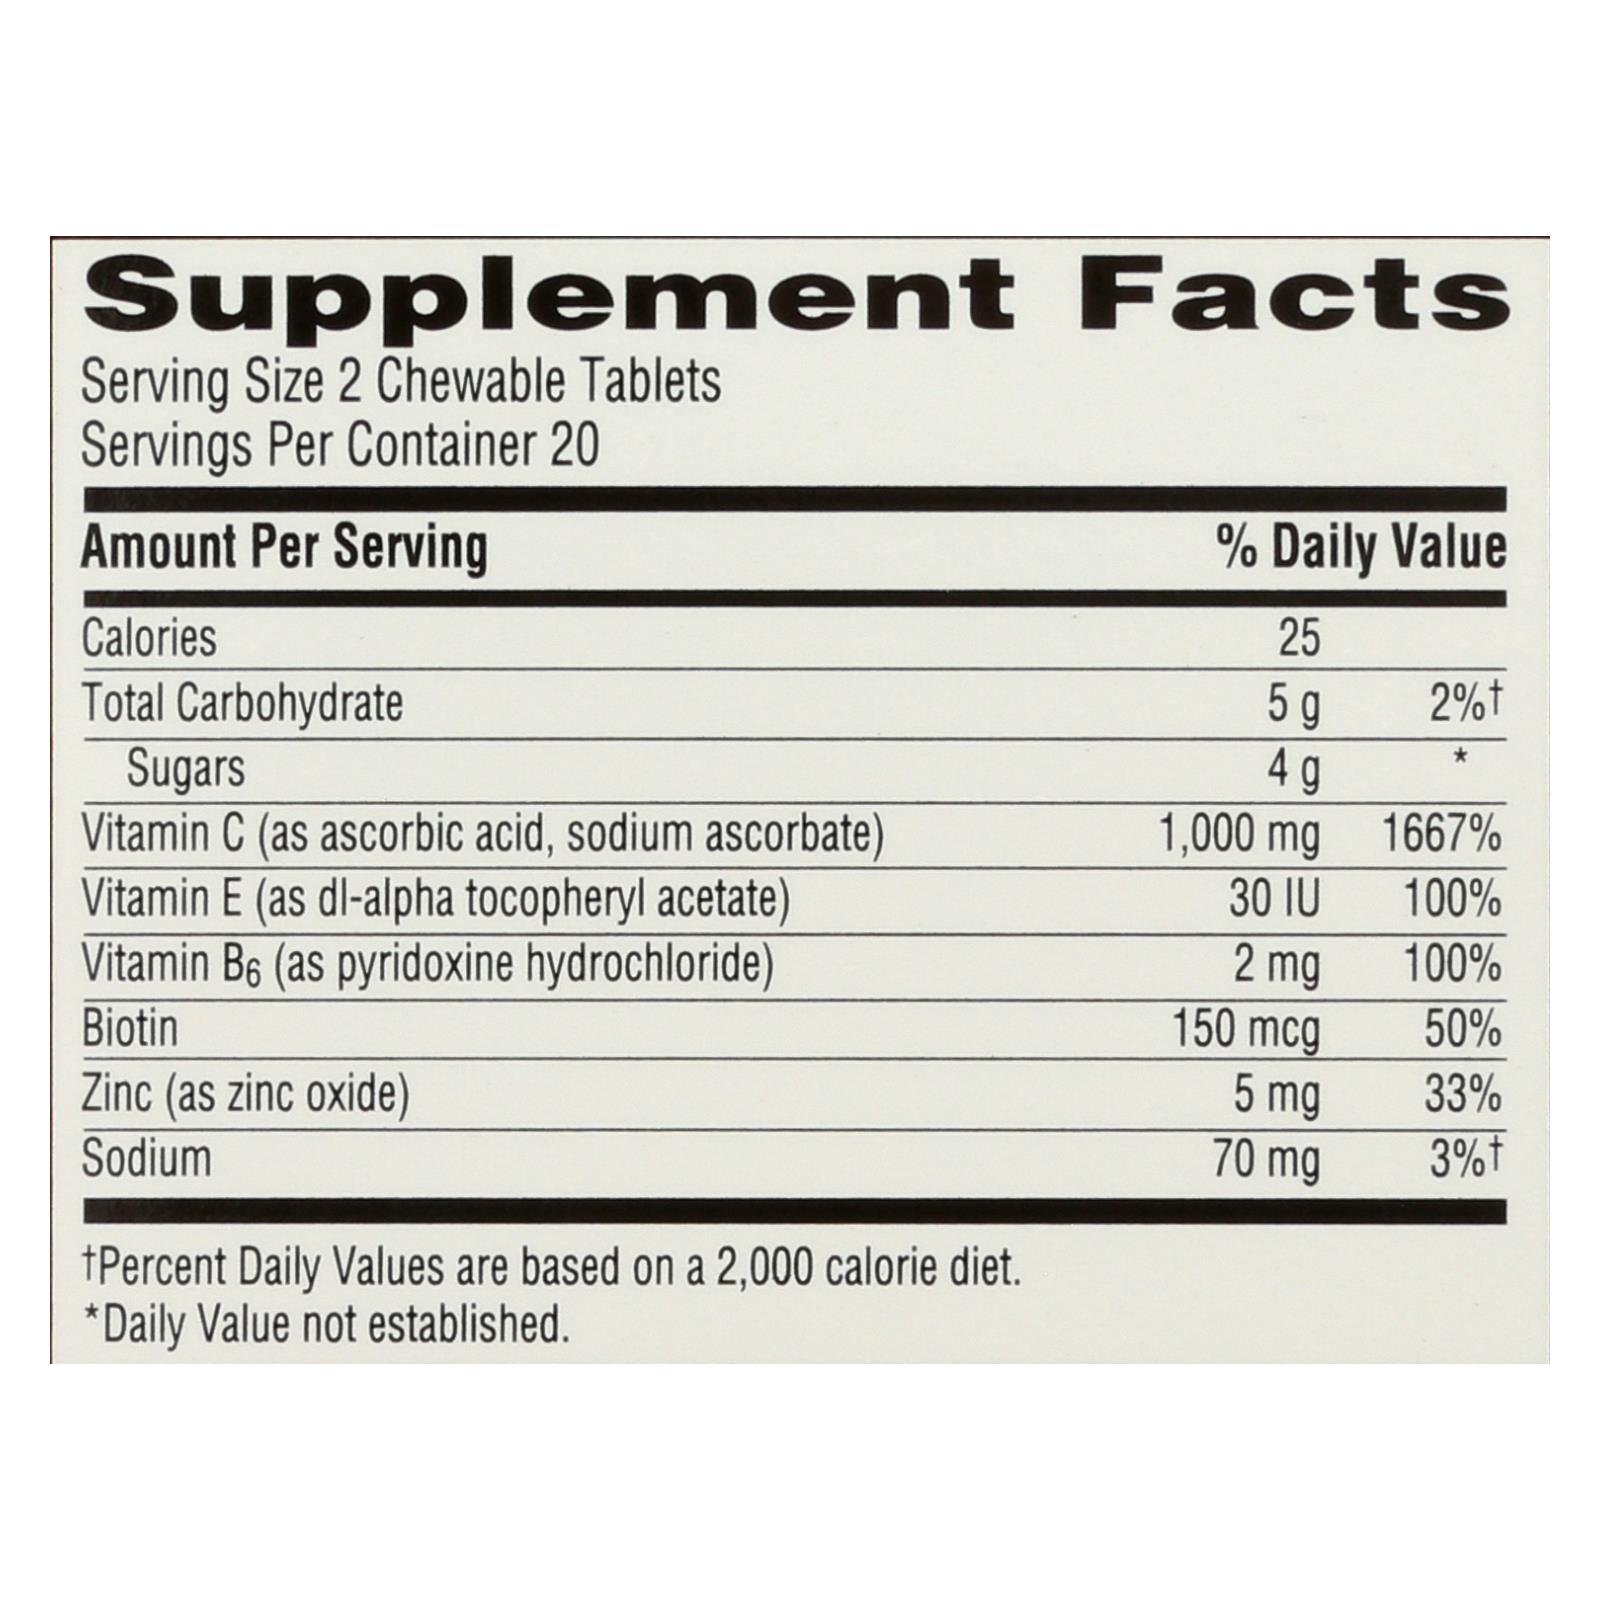 Supplement Facts
Serving Size 2 Chewable Tablets
Servings Per Container 20
Amount Per Serving % Daily Value
Calories 25
Total Carbohydrate 5 g 2%†
Sugars 4 g *
Vitamin C (as ascorbic acid, sodium ascorbate) 1,000 mg 1667%
Vitamin E (as dl-alpha tocopheryl acetate) 30 IU 100%
Vitamin B6 (as pyridoxine hydrochloride) 2 mg 100%
Biotin 150 mcg 50%
Zinc (as zinc oxide) 5 mg 33%
Sodium 70 mg 3%†
†Percent Daily Values are based on a 2,000 calorie diet.
*Daily Value not established.